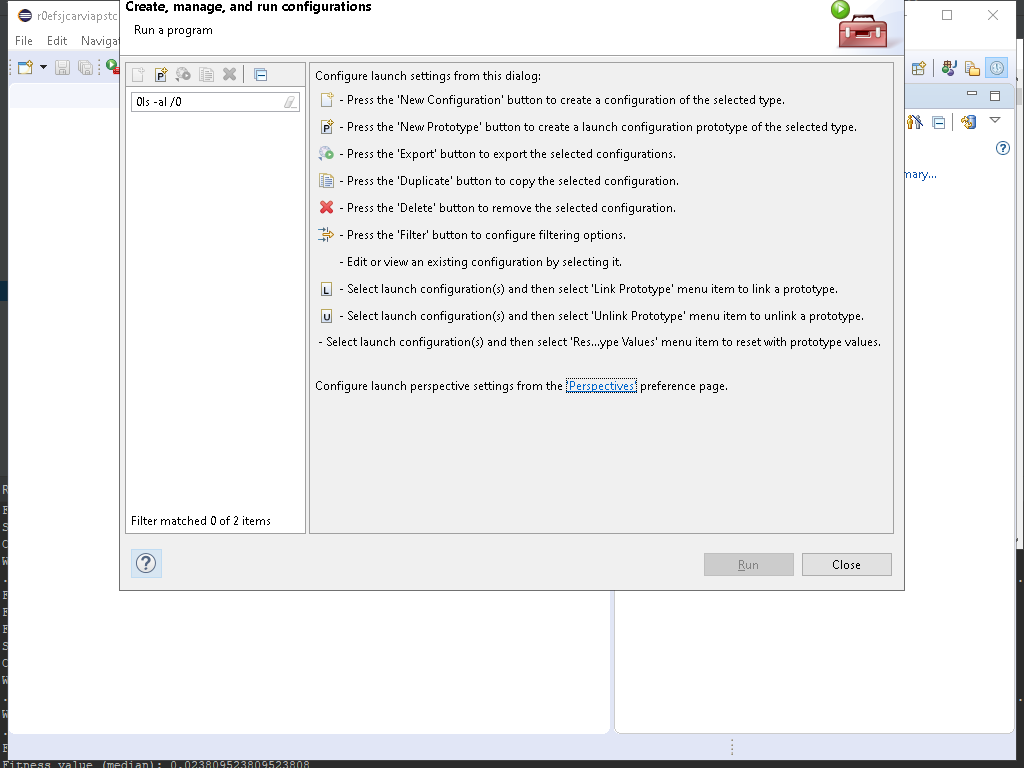 Create, manage, and run configurations
r0efsjcarviapstc
Run a program
File Edit Naviga
Configure launch settings from this dialog:
0ls -al /0
- Press the 'New Configuration' button to create a configuration of the selected type.
P - Press the 'New Prototype' button to create a launch configuration prototype of the selected type.
- Press the 'Export' button to export the selected configurations.
mary...
- Press the 'Duplicate' button to copy the selected configuration.
- Press the 'Delete' button to remove the selected configuration.
- Press the 'Filter' button to configure filtering options.
- Edit or view an existing configuration by selecting it.
L - Select launch configuration(s) and then select 'Link Prototype' menu item to link a prototype.
U - Select launch configuration(s) and then select 'Unlink Prototype' menu item to unlink a prototype.
- Select launch configuration(s) and then select 'Res...ype Values' menu item to reset with prototype values.
Configure launch perspective settings from the 'Perspectives' preference page.
Filter matched 0 of 2 items
Run
Close
Fitness value (median): 0.023809523809523808